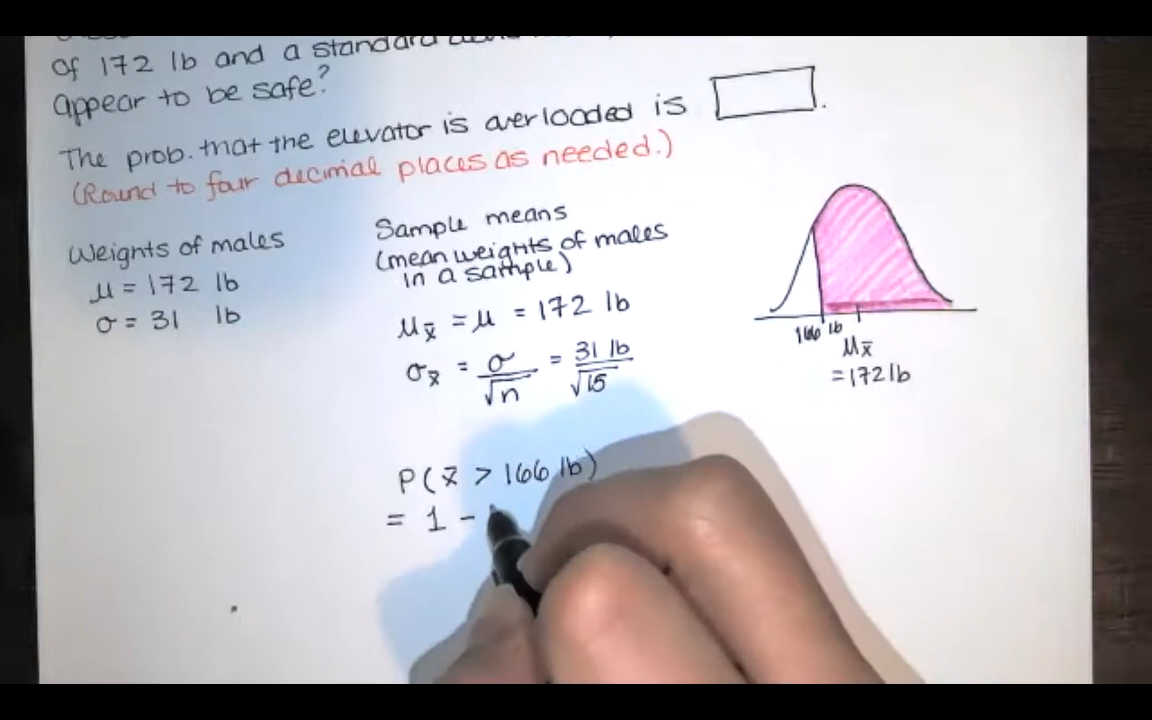 of 172 lb and a standard
appear to be safe?
The prob. that the elevator is overloaded is
(Round to four decimal places as needed.)
Weights of males
μ = 172 lb
σ = 31 lb
Sample means
(mean weights of males
in a sample)
μx̄ = μ = 172 lb
σx̄ = σ/√n = 31 lb/√15
P(x̄ > 166 lb)
= 1 -
166 lb
μx̄
= 172 lb